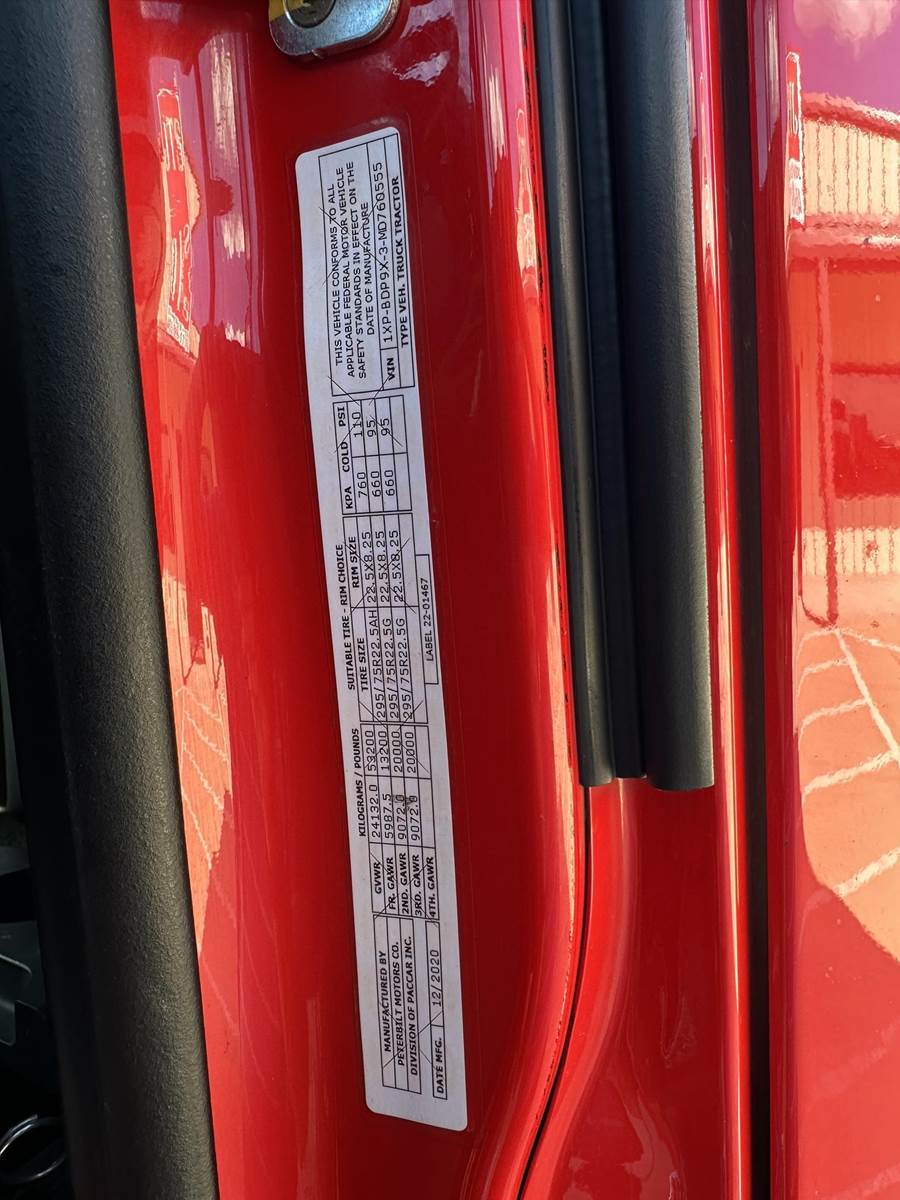 MANUFACTURED BY
PETERBILT MOTORS CO.
DIVISION OF PACCAR INC.
DATE MFG. 12/2020
KILOGRAMS / POUNDS
GVWR 24132.0 53200
FR. GAWR 5987.5 13200
2ND. GAWR 9072.0 20000
3RD. GAWR 9072.0 20000
4TH. GAWR
SUITABLE TIRE - RIM CHOICE
TIRE SIZE RIM SIZE
295/75R22.5AH 22.5X8.25
295/75R22.5G 22.5X8.25
295/75R22.5G 22.5X8.25
LABEL 22-01467
KPA COLD PSI
760 110
660 95
660 95
THIS VEHICLE CONFORMS TO ALL
APPLICABLE FEDERAL MOTOR VEHICLE
SAFETY STANDARDS IN EFFECT ON THE
DATE OF MANUFACTURE
VIN 1XP-BDP9X-3-MD760555
TYPE VEH. TRUCK TRACTOR